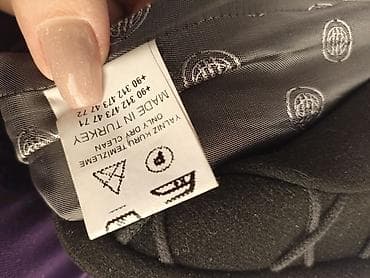 P
YALNIZ KURU TEMİZLEME
ONLY DRY CLEAN
MADE IN TURKEY
+90 312 473 47 71
+90 312 473 47 72